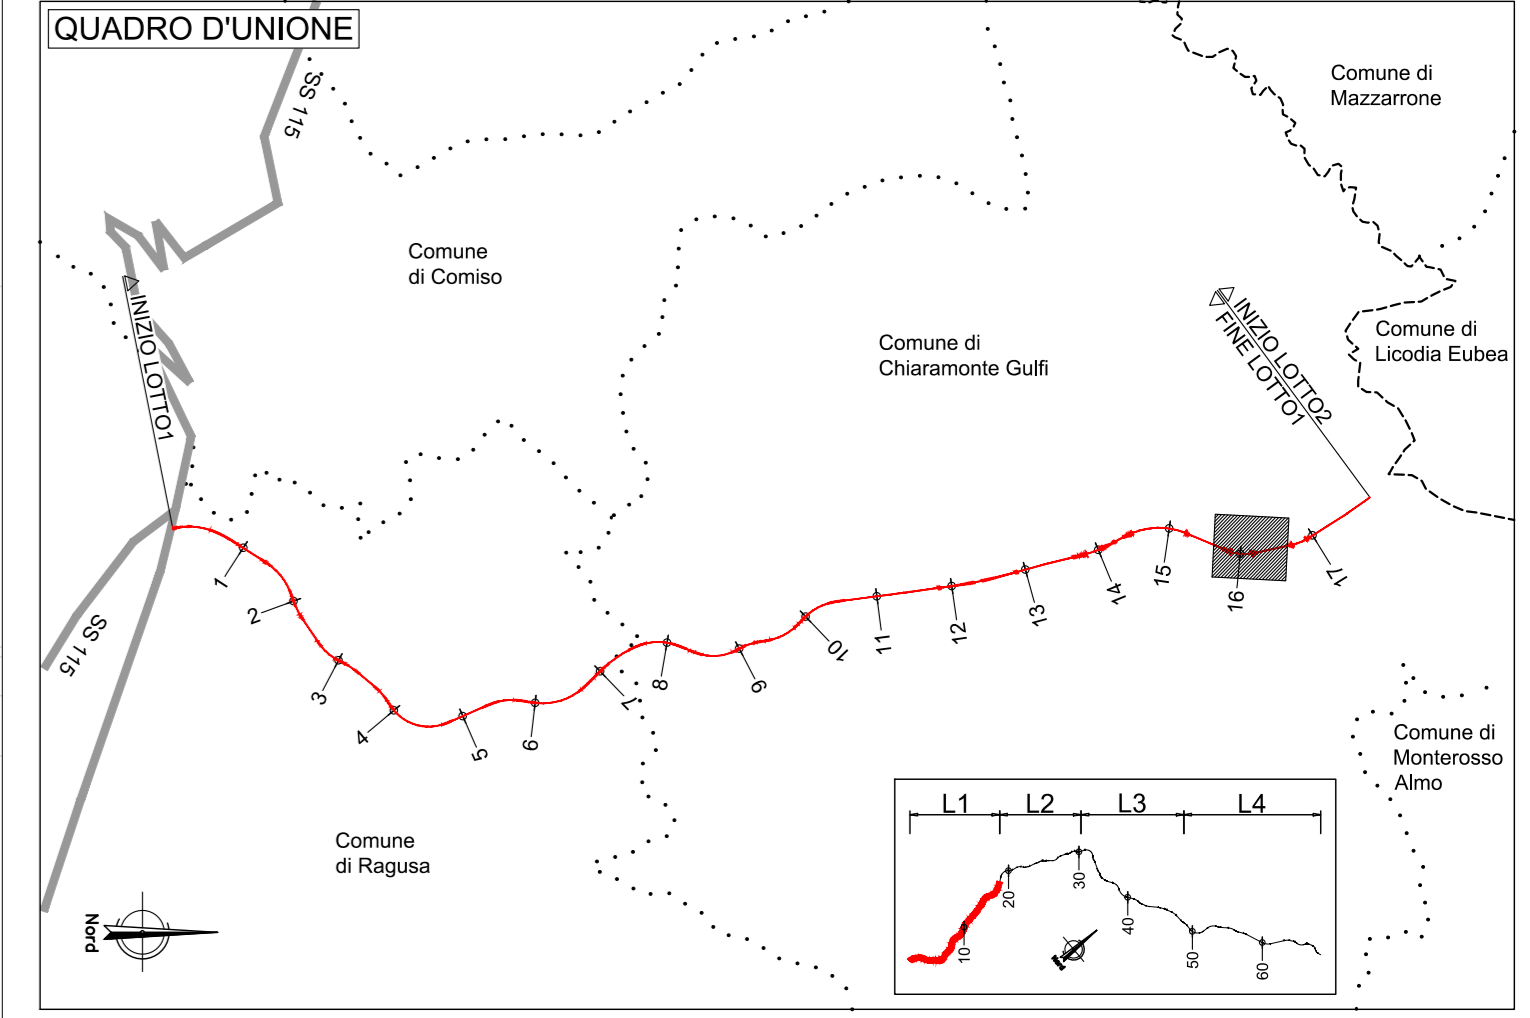 QUADRO D'UNIONE
SS 115
Comune di
Mazzarrone
Comune
di Comiso
INIZIO LOTTO1
Comune di
Chiaramonte Gulfi
INIZIO LOTTO2
FINE LOTTO1
Comune di
Licodia Eubea
1
2
3
4
5
6
7
8
9
10
11
12
13
14
15
16
17
SS 115
Comune di
Monterosso
Almo
Comune
di Ragusa
Nord
L1 L2 L3 L4
10
20
30
40
50
60
Nord